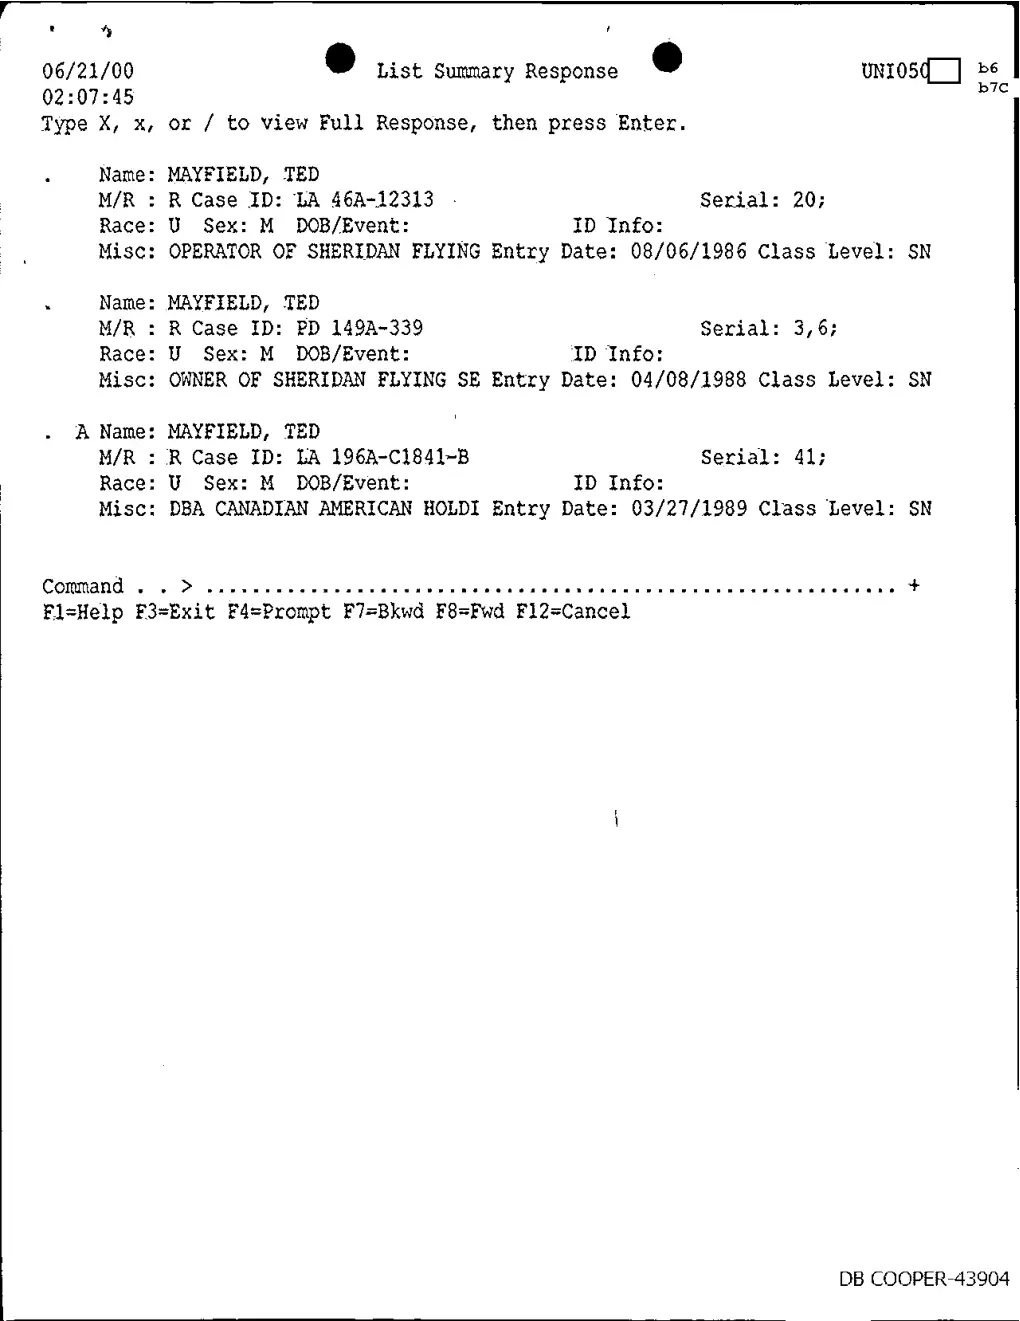 06/21/00 List Summary Response UNI050 b6
02:07:45 b7C
Type X, x, or / to view Full Response, then press Enter.
. Name: MAYFIELD, TED
M/R : R Case ID: LA 46A-12313 Serial: 20;
Race: U Sex: M DOB/Event: ID Info:
Misc: OPERATOR OF SHERIDAN FLYING Entry Date: 08/06/1986 Class Level: SN
. Name: MAYFIELD, TED
M/R : R Case ID: PD 149A-339 Serial: 3,6;
Race: U Sex: M DOB/Event: ID Info:
Misc: OWNER OF SHERIDAN FLYING SE Entry Date: 04/08/1988 Class Level: SN
. A Name: MAYFIELD, TED
M/R : R Case ID: LA 196A-C1841-B Serial: 41;
Race: U Sex: M DOB/Event: ID Info:
Misc: DBA CANADIAN AMERICAN HOLDI Entry Date: 03/27/1989 Class Level: SN
Command . . > ............................................................ +
F1=Help F3=Exit F4=Prompt F7=Bkwd F8=Fwd F12=Cancel
DB COOPER-43904